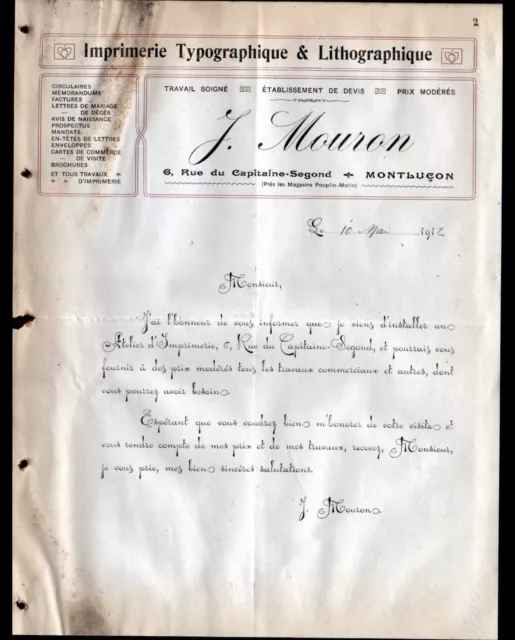 2
Imprimerie Typographique & Lithographique
CIRCULAIRES
MÉMORANDUMS
FACTURES
LETTRES DE MARIAGE
— DE DÉCÈS
AVIS DE NAISSANCE
PROSPECTUS
MANDATS
EN-TÊTES DE LETTRES
ENVELOPPES
CARTES DE COMMERCE
— DE VISITE
BROCHURES
ET TOUS TRAVAUX
D'IMPRIMERIE
TRAVAIL SOIGNÉ ÉTABLISSEMENT DE DEVIS PRIX MODÉRÉS
J. Mouron
6, Rue du Capitaine-Segond MONTLUÇON
(Près les Magasins Pouplin-Morin)
Le 10 Mai 1912
Monsieur,
J'ai l'honneur de vous informer que je viens d'installer un
Atelier d'Imprimerie, 6, Rue du Capitaine-Segond, et pourrais vous
fournir à des prix modérés tous les travaux commerciaux et autres, dont
vous pourrez avoir besoin.
Espérant que vous voudrez bien m'honorer de votre visite et
vous rendre compte de mes prix et de mes travaux, recevez, Monsieur,
je vous prie, mes bien sincères salutations.
J. Mouron.